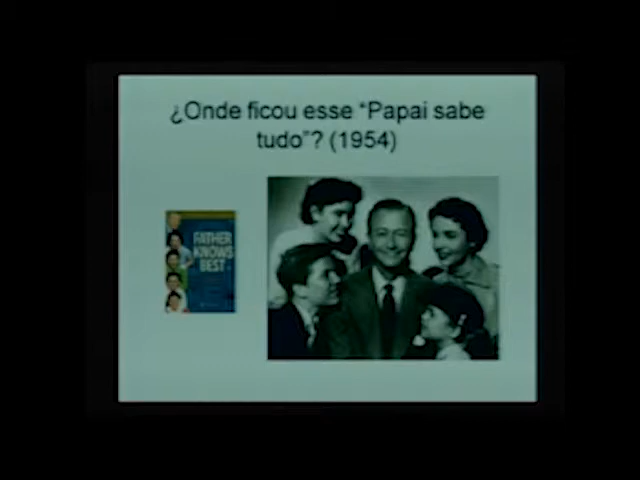 ¿Onde ficou esse “Papai sabe
tudo”? (1954)
FATHER
KNOWS
BEST